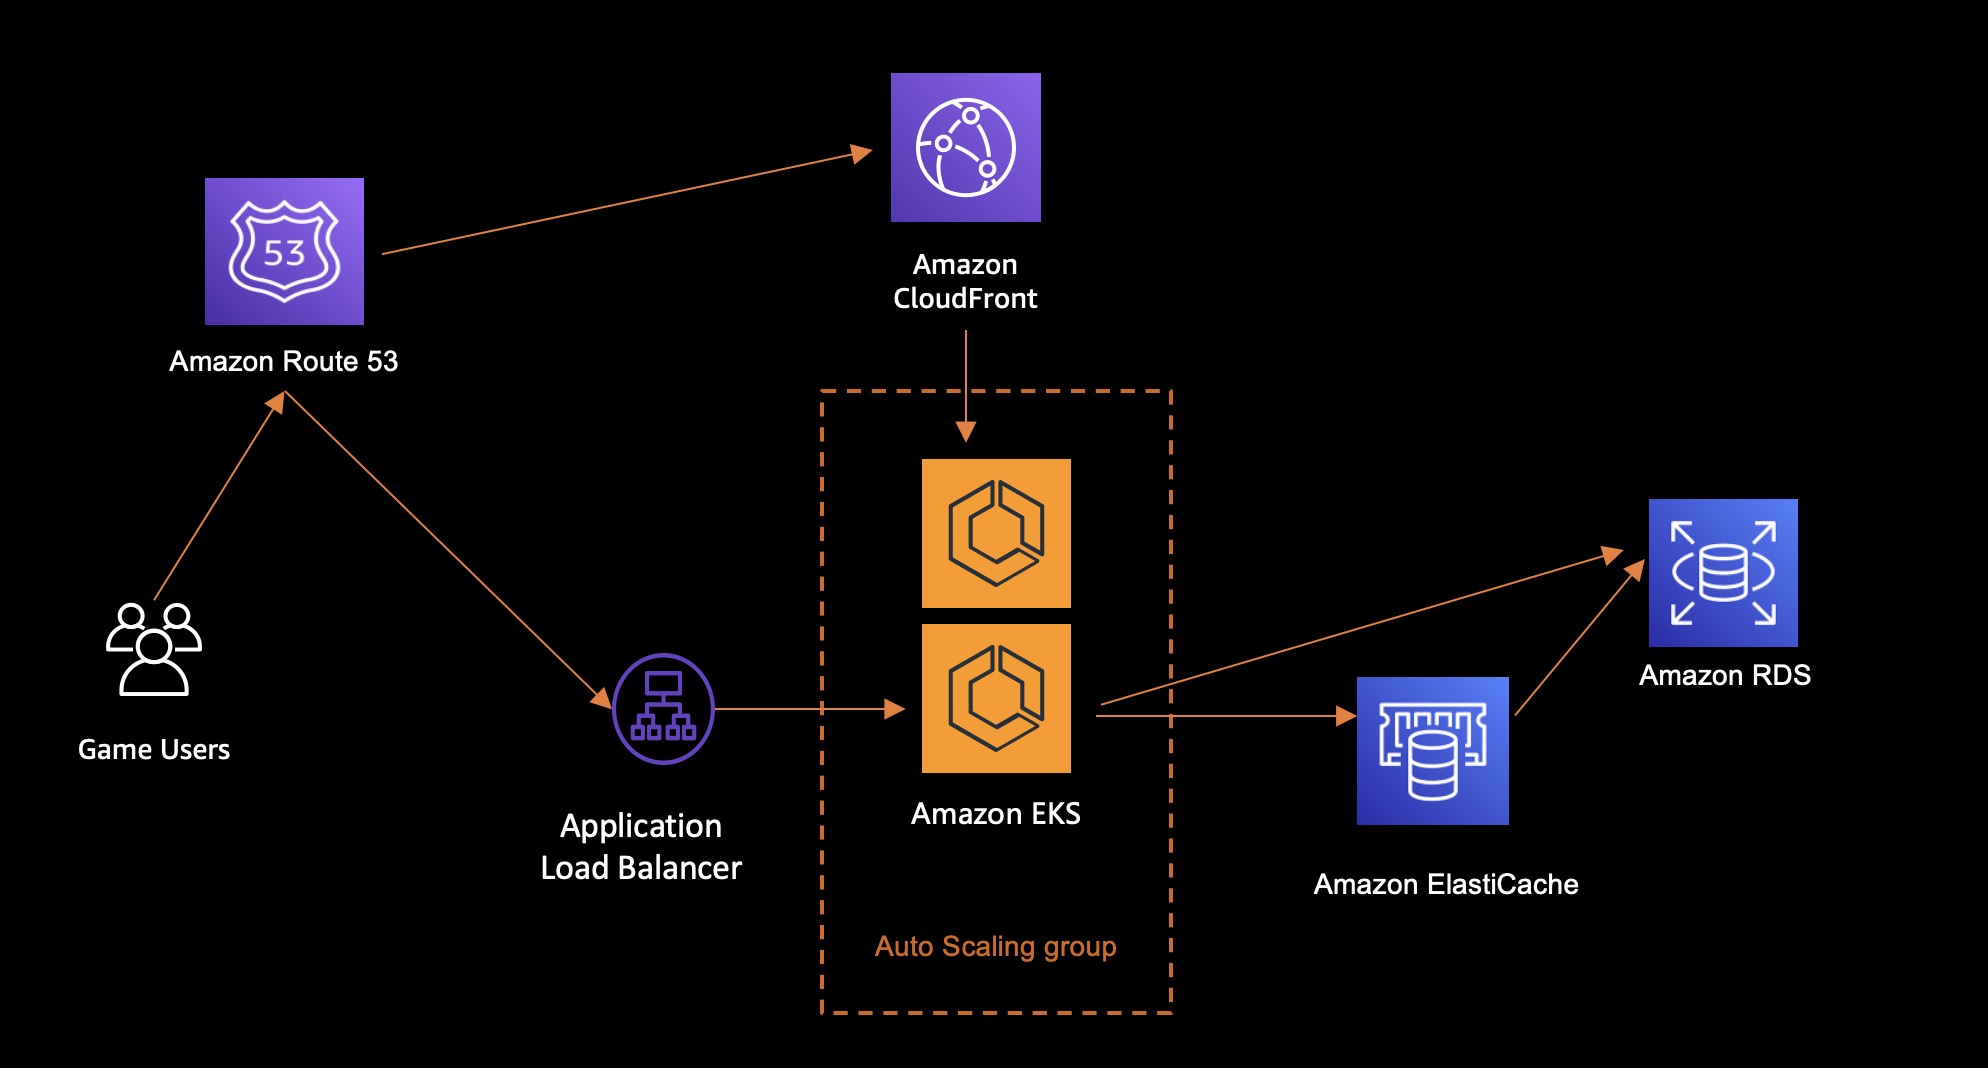 Amazon
CloudFront
53
Amazon Route 53
Game Users
Application
Load Balancer
Amazon EKS
Auto Scaling group
Amazon RDS
Amazon ElastiCache